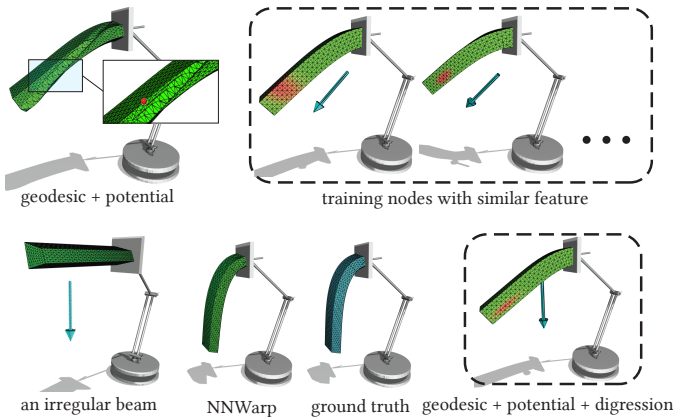 geodesic + potential
training nodes with similar feature
an irregular beam
NNWarp
ground truth
geodesic + potential + digression